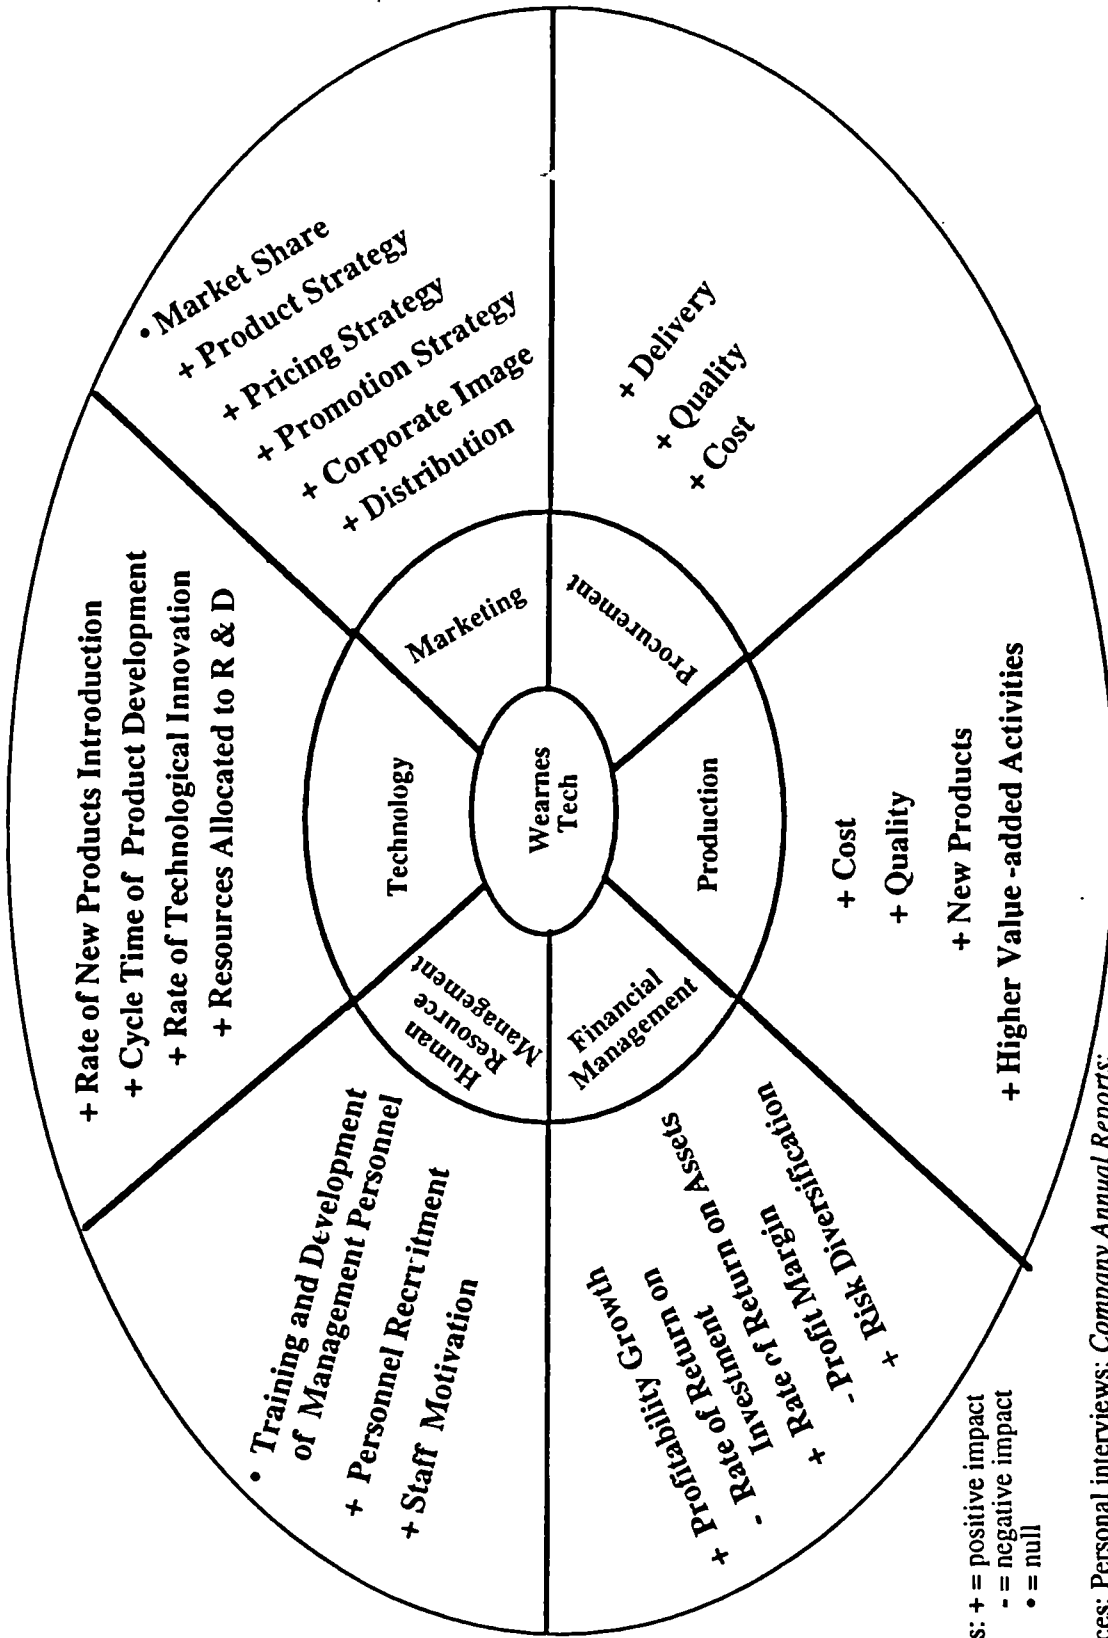 + Rate of New Products Introduction
+ Cycle Time of Product Development
+ Rate of Technological Innovation
+ Resources Allocated to R & D
• Market Share
+ Product Strategy
+ Pricing Strategy
+ Promotion Strategy
+ Corporate Image
+ Distribution
+ Delivery
+ Quality
+ Cost
+ Cost
+ Quality
+ New Products
+ Higher Value -added Activities
+ Profitability Growth
- Rate of Return on
Investment
+ Rate of Return on Assets
- Profit Margin
+ Risk Diversification
• Training and Development
of Management Personnel
+ Personnel Recruitment
+ Staff Motivation
Technology
Marketing
Procurement
Production
Financial
Management
Human
Resource
Management
Wearnes
Tech
+ = positive impact
- = negative impact
• = null
Personal interviews; Company Annual Reports;